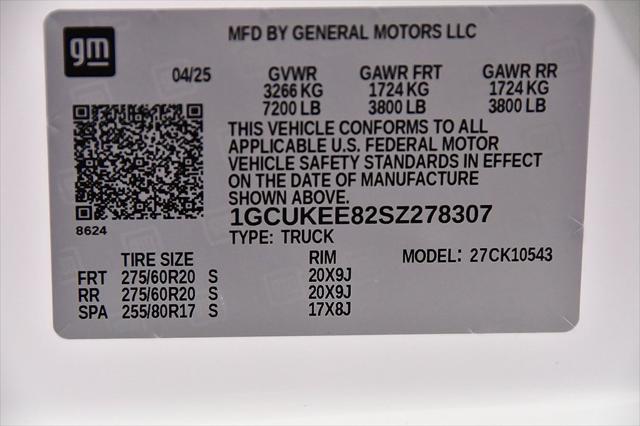 gm
MFD BY GENERAL MOTORS LLC
04/25 GVWR GAWR FRT GAWR RR
3266 KG 1724 KG 1724 KG
7200 LB 3800 LB 3800 LB
THIS VEHICLE CONFORMS TO ALL
APPLICABLE U.S. FEDERAL MOTOR
VEHICLE SAFETY STANDARDS IN EFFECT
ON THE DATE OF MANUFACTURE
SHOWN ABOVE.
1GCUKEE82SZ278307
8624
TYPE: TRUCK
TIRE SIZE RIM MODEL: 27CK10543
FRT 275/60R20 S 20X9J
RR 275/60R20 S 20X9J
SPA 255/80R17 S 17X8J